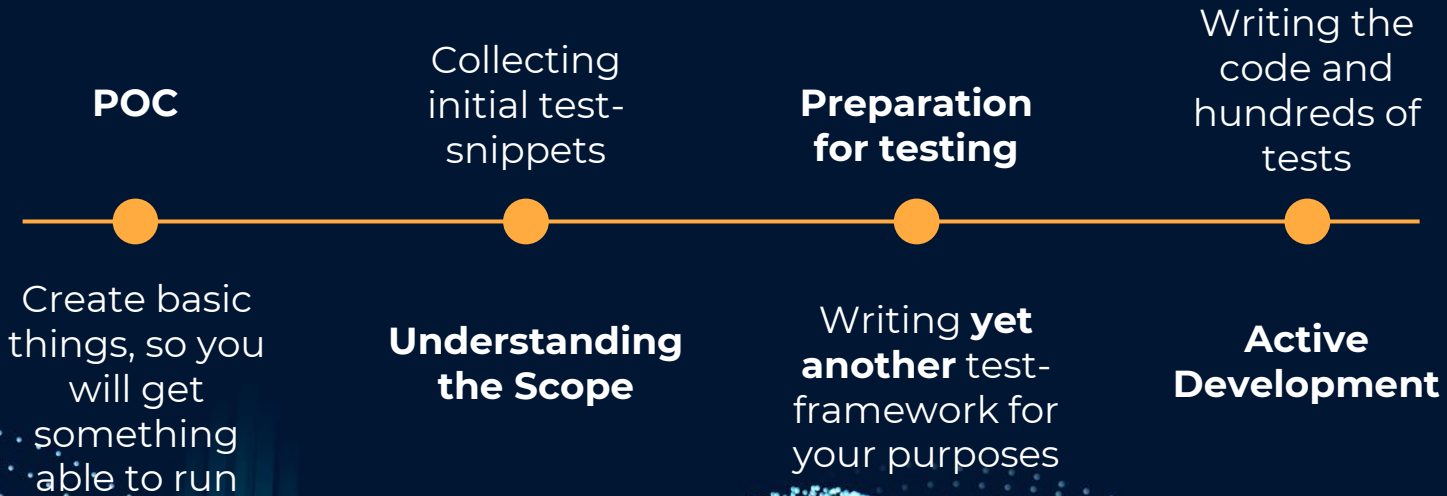 POC
Create basic
things, so you
will get
something
able to run
Collecting
initial test-
snippets
Understanding
the Scope
Preparation
for testing
Writing yet
another test-
framework for
your purposes
Writing the
code and
hundreds of
tests
Active
Development